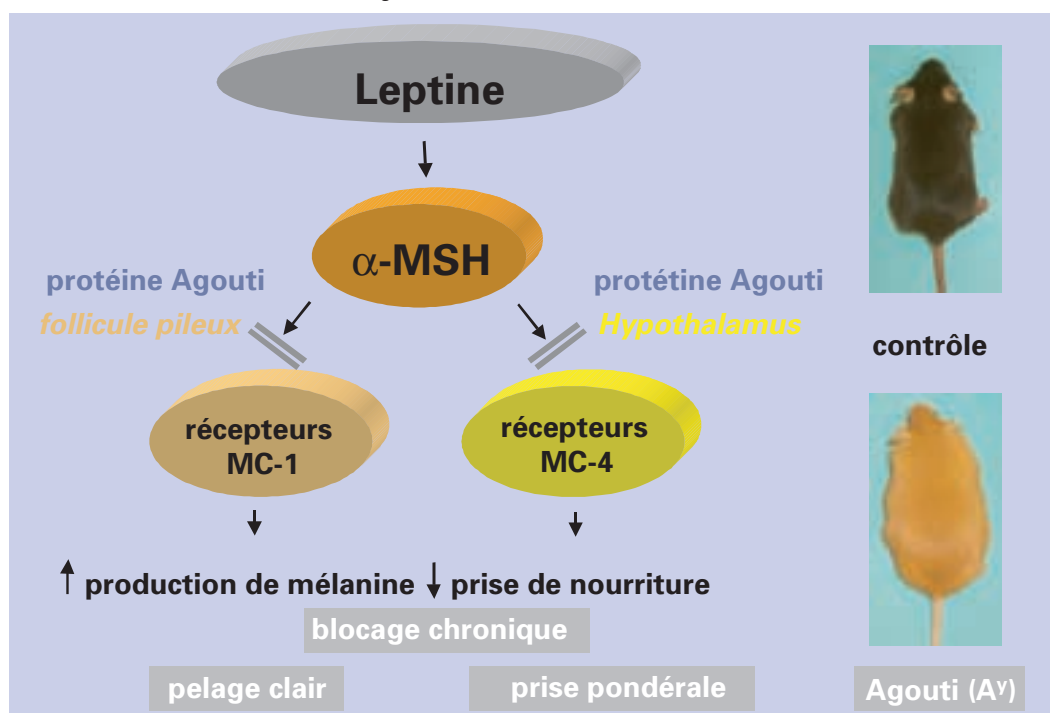 Leptine
α-MSH
protéine Agouti
follicule pileux
protétine Agouti
Hypothalamus
contrôle
récepteurs
MC-1
récepteurs
MC-4
↑ production de mélanine ↓ prise de nourriture
blocage chronique
pelage clair
prise pondérale
Agouti (Aʸ)